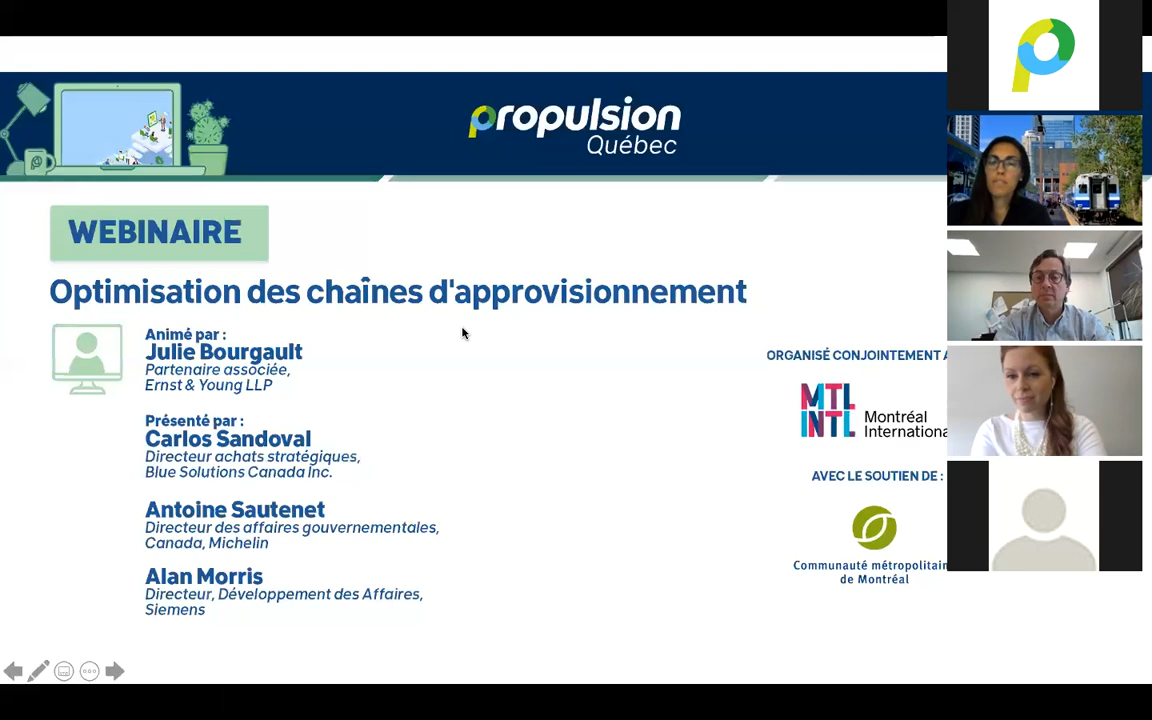 propulsion
Québec
WEBINAIRE
Optimisation des chaînes d'approvisionnement
Animé par :
Julie Bourgault
Partenaire associée,
Ernst & Young LLP
Présenté par :
Carlos Sandoval
Directeur achats stratégiques,
Blue Solutions Canada Inc.
Antoine Sautenet
Directeur des affaires gouvernementales,
Canada, Michelin
Alan Morris
Directeur, Développement des Affaires,
Siemens
ORGANISÉ CONJOINTEMENT A
MTL
INTL
Montréal
Internationa
AVEC LE SOUTIEN DE :
Communauté métropolitain
de Montréal